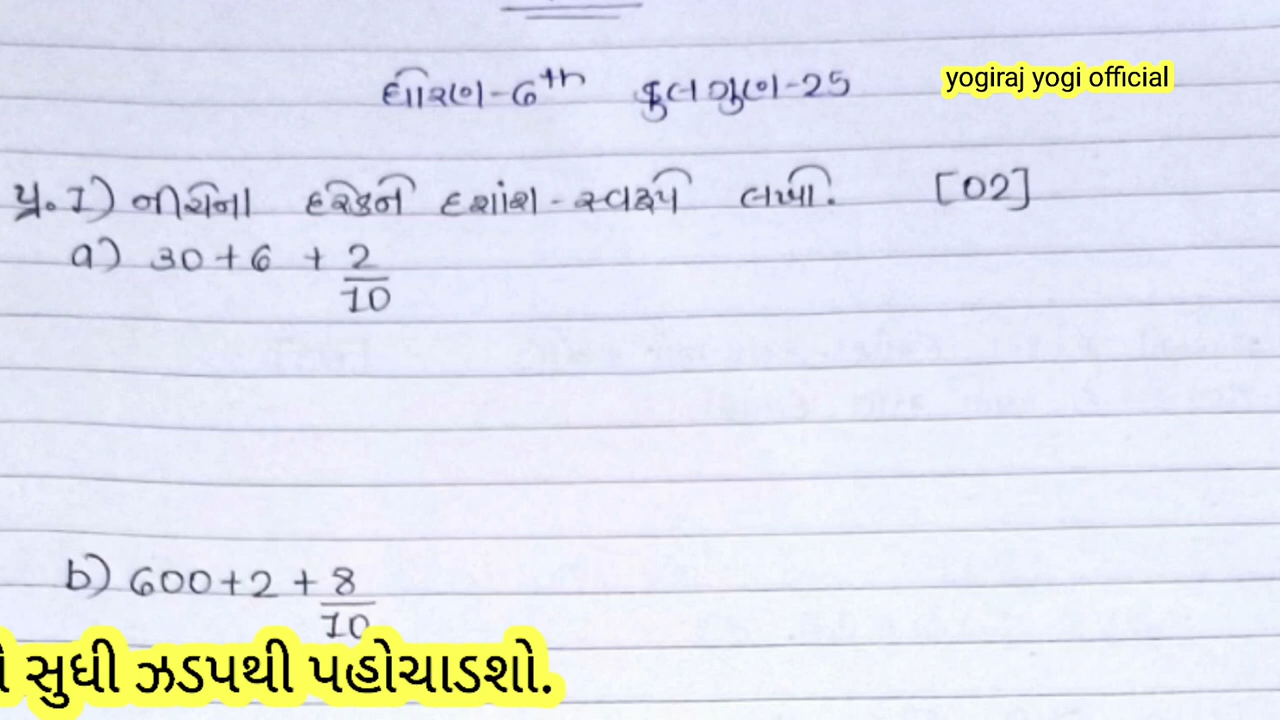 ધોરણ-6th કુલગુણ-25
yogiraj yogi official
પ્ર.1) નીચેના દરેકને દશાંશ-સ્વરૂપે લખો. [02]
a) 30+6 + 2/10
b) 600+2 + 8/10
સુધી ઝડપથી પહોચાડશો.